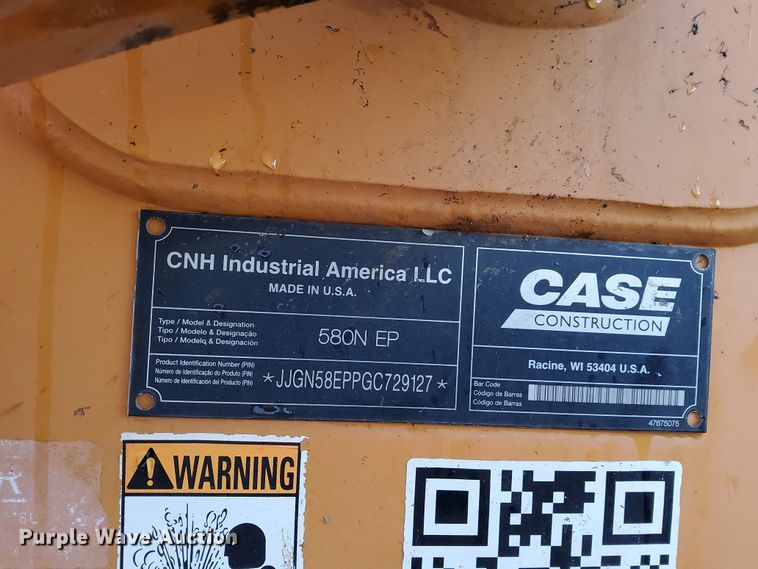 CNH Industrial America LLC
MADE IN U.S.A.
Type / Model & Designation
Tipo / Modelo & Designação
Tipo / Modelo & Designación
580N EP
Product Identification Number (PIN)
Número de Identificação do Produto (PIN)
Número de Identificación del Producto (PIN)
*JJGN58EPPGC729127*
CASE
CONSTRUCTION
Racine, WI 53404 U.S.A.
Bar Code
Código de Barras
Código de Barras
47675075
WARNING
Purple Wave Auction